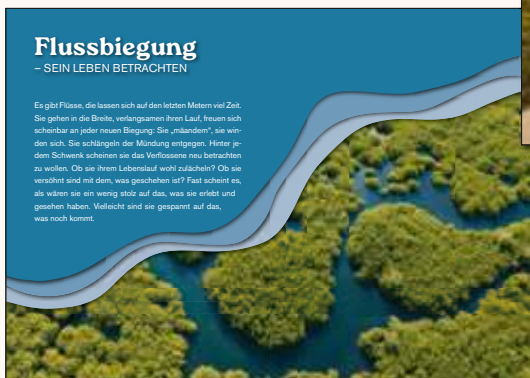 Flussbiegung
– SEIN LEBEN BETRACHTEN
Es gibt Flüsse, die lassen sich auf den letzten Metern viel Zeit.
Sie gehen in die Breite, verlangsamen ihren Lauf, freuen sich
scheinbar an jeder neuen Biegung: Sie „mäandern", sie win-
den sich. Sie schlängeln der Mündung entgegen. Hinter je-
dem Schwenk scheinen sie das Verflossene neu betrachten
zu wollen. Ob sie ihrem Lebenslauf wohl zulächeln? Ob sie
versöhnt sind mit dem, was geschehen ist? Fast scheint es,
als wären sie ein wenig stolz auf das, was sie erlebt und
gesehen haben. Vielleicht sind sie gespannt auf das,
was noch kommt.